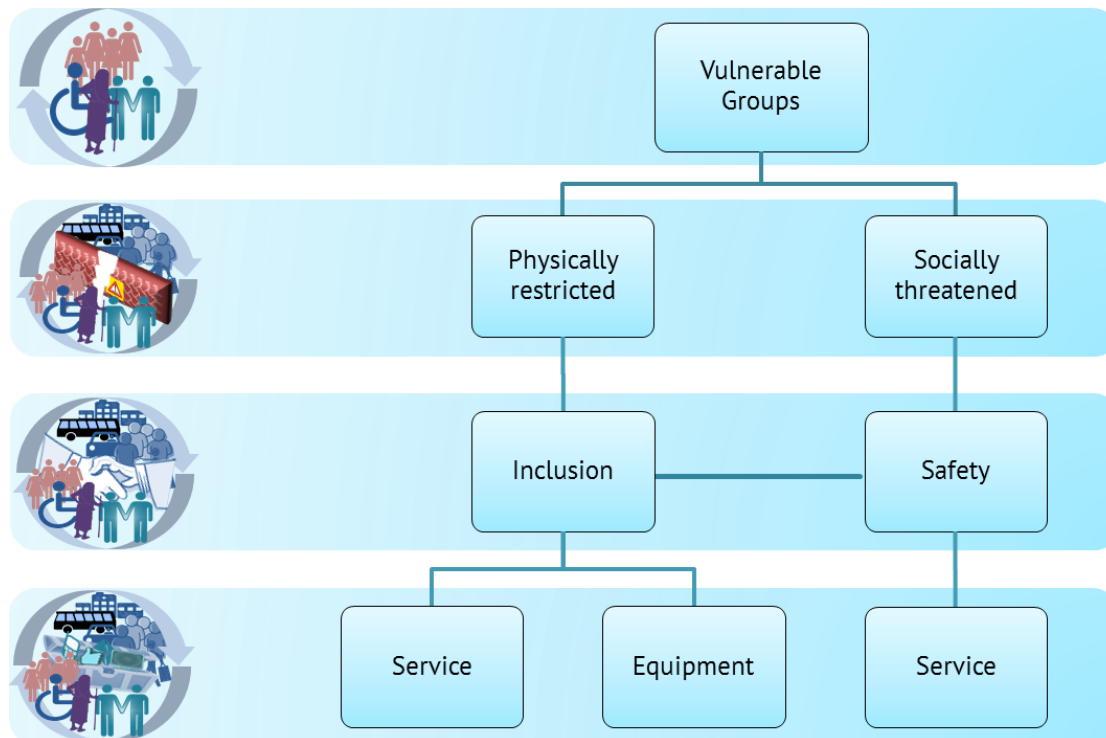 Vulnerable
Groups
Physically
restricted
Socially
threatened
Inclusion
Safety
Service
Equipment
Service